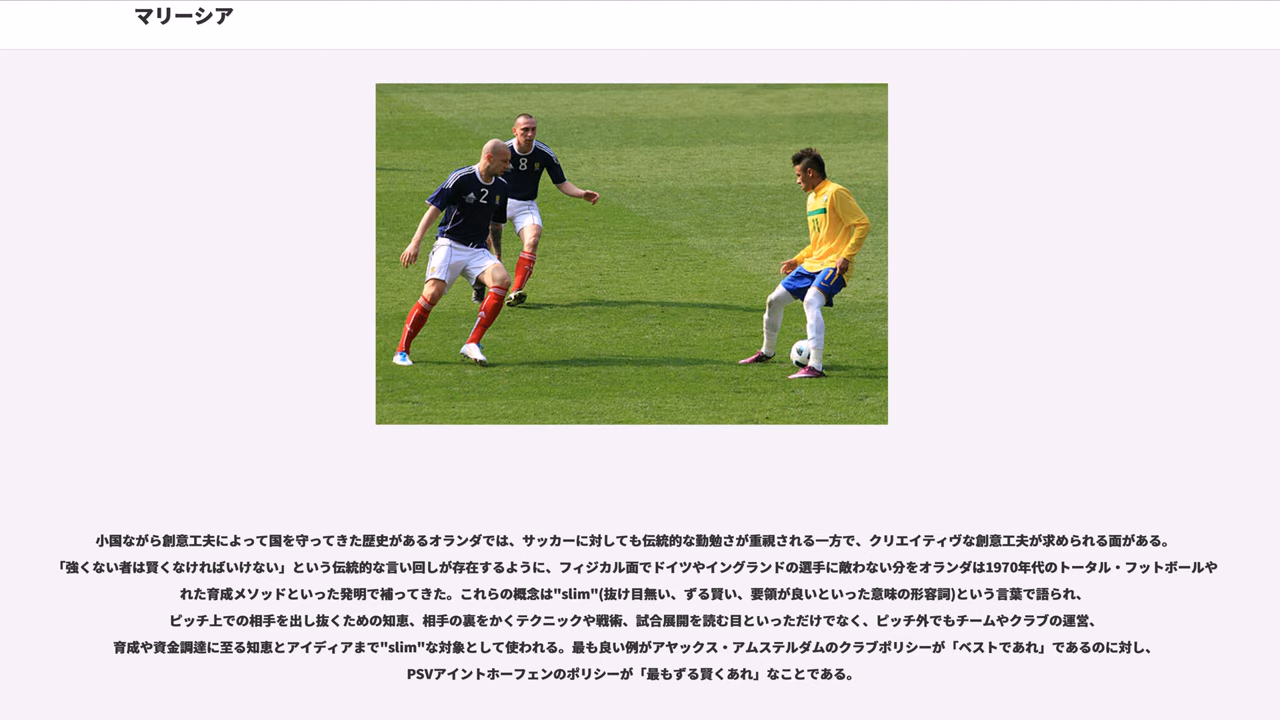 マリーシア
2
8
11
11
小国ながら創意工夫によって国を守ってきた歴史があるオランダでは、サッカーに対しても伝統的な勤勉さが重視される一方で、クリエイティヴな創意工夫が求められる面がある。
「強くない者は賢くなければいけない」という伝統的な言い回しが存在するように、フィジカル面でドイツやイングランドの選手に敵わない分をオランダは1970年代のトータル・フットボールや
れた育成メソッドといった発明で補ってきた。これらの概念は"slim"(抜け目無い、ずる賢い、要領が良いといった意味の形容詞)という言葉で語られ、
ピッチ上での相手を出し抜くための知恵、相手の裏をかくテクニックや戦術、試合展開を読む目といっただけでなく、ピッチ外でもチームやクラブの運営、
育成や資金調達に至る知恵とアイディアまで"slim"な対象として使われる。最も良い例がアヤックス・アムステルダムのクラブポリシーが「ベストであれ」であるのに対し、
PSVアイントホーフェンのポリシーが「最もずる賢くあれ」なことである。